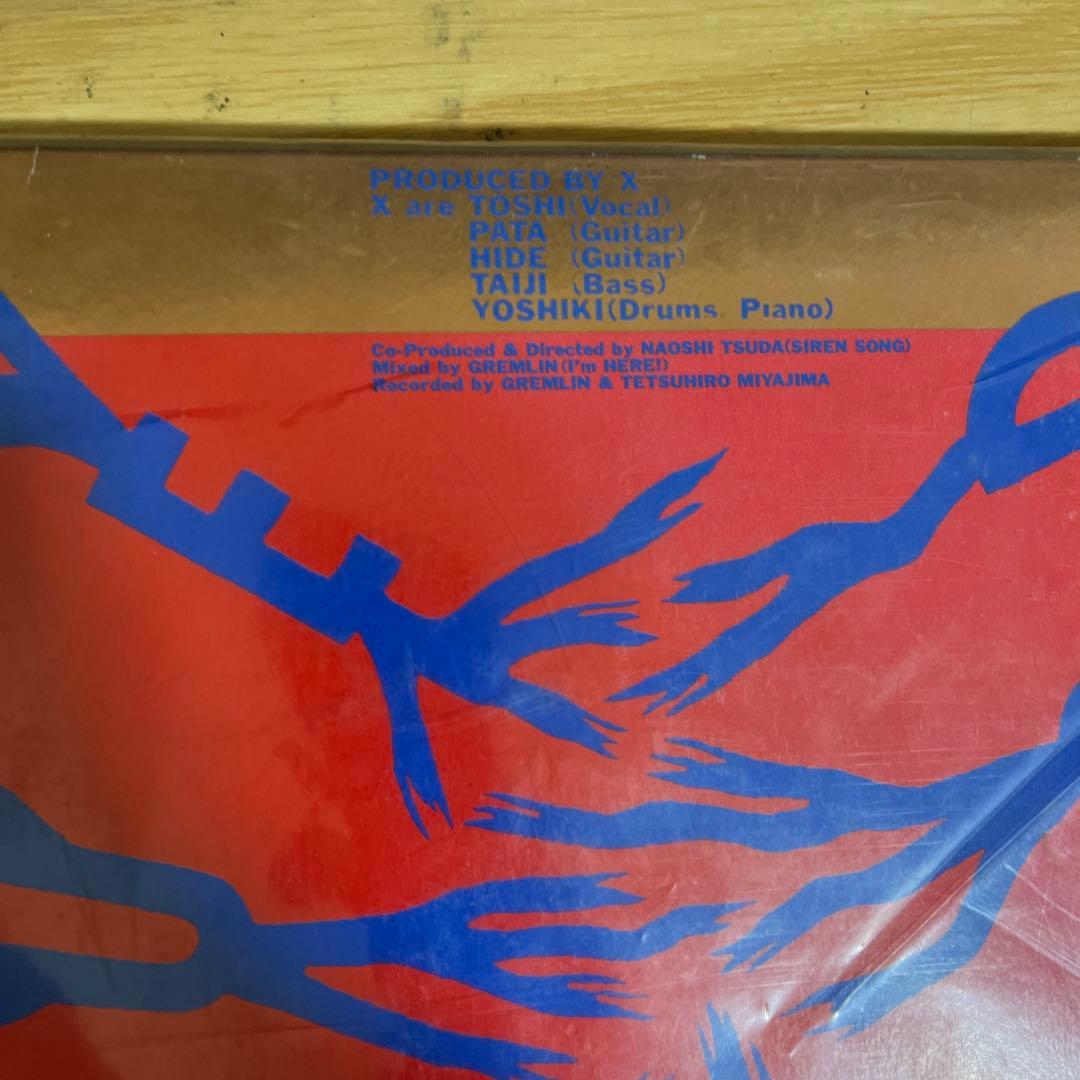 PRODUCED BY X
X are TOSHI(Vocal)
PATA (Guitar)
HIDE (Guitar)
TAIJI (Bass)
YOSHIKI(Drums, Piano)
Co-Produced & Directed by NAOSHI TSUDA(SIREN SONG)
Mixed by GREMLIN(I'm HERE!)
Recorded by GREMLIN & TETSUHIRO MIYAJIMA